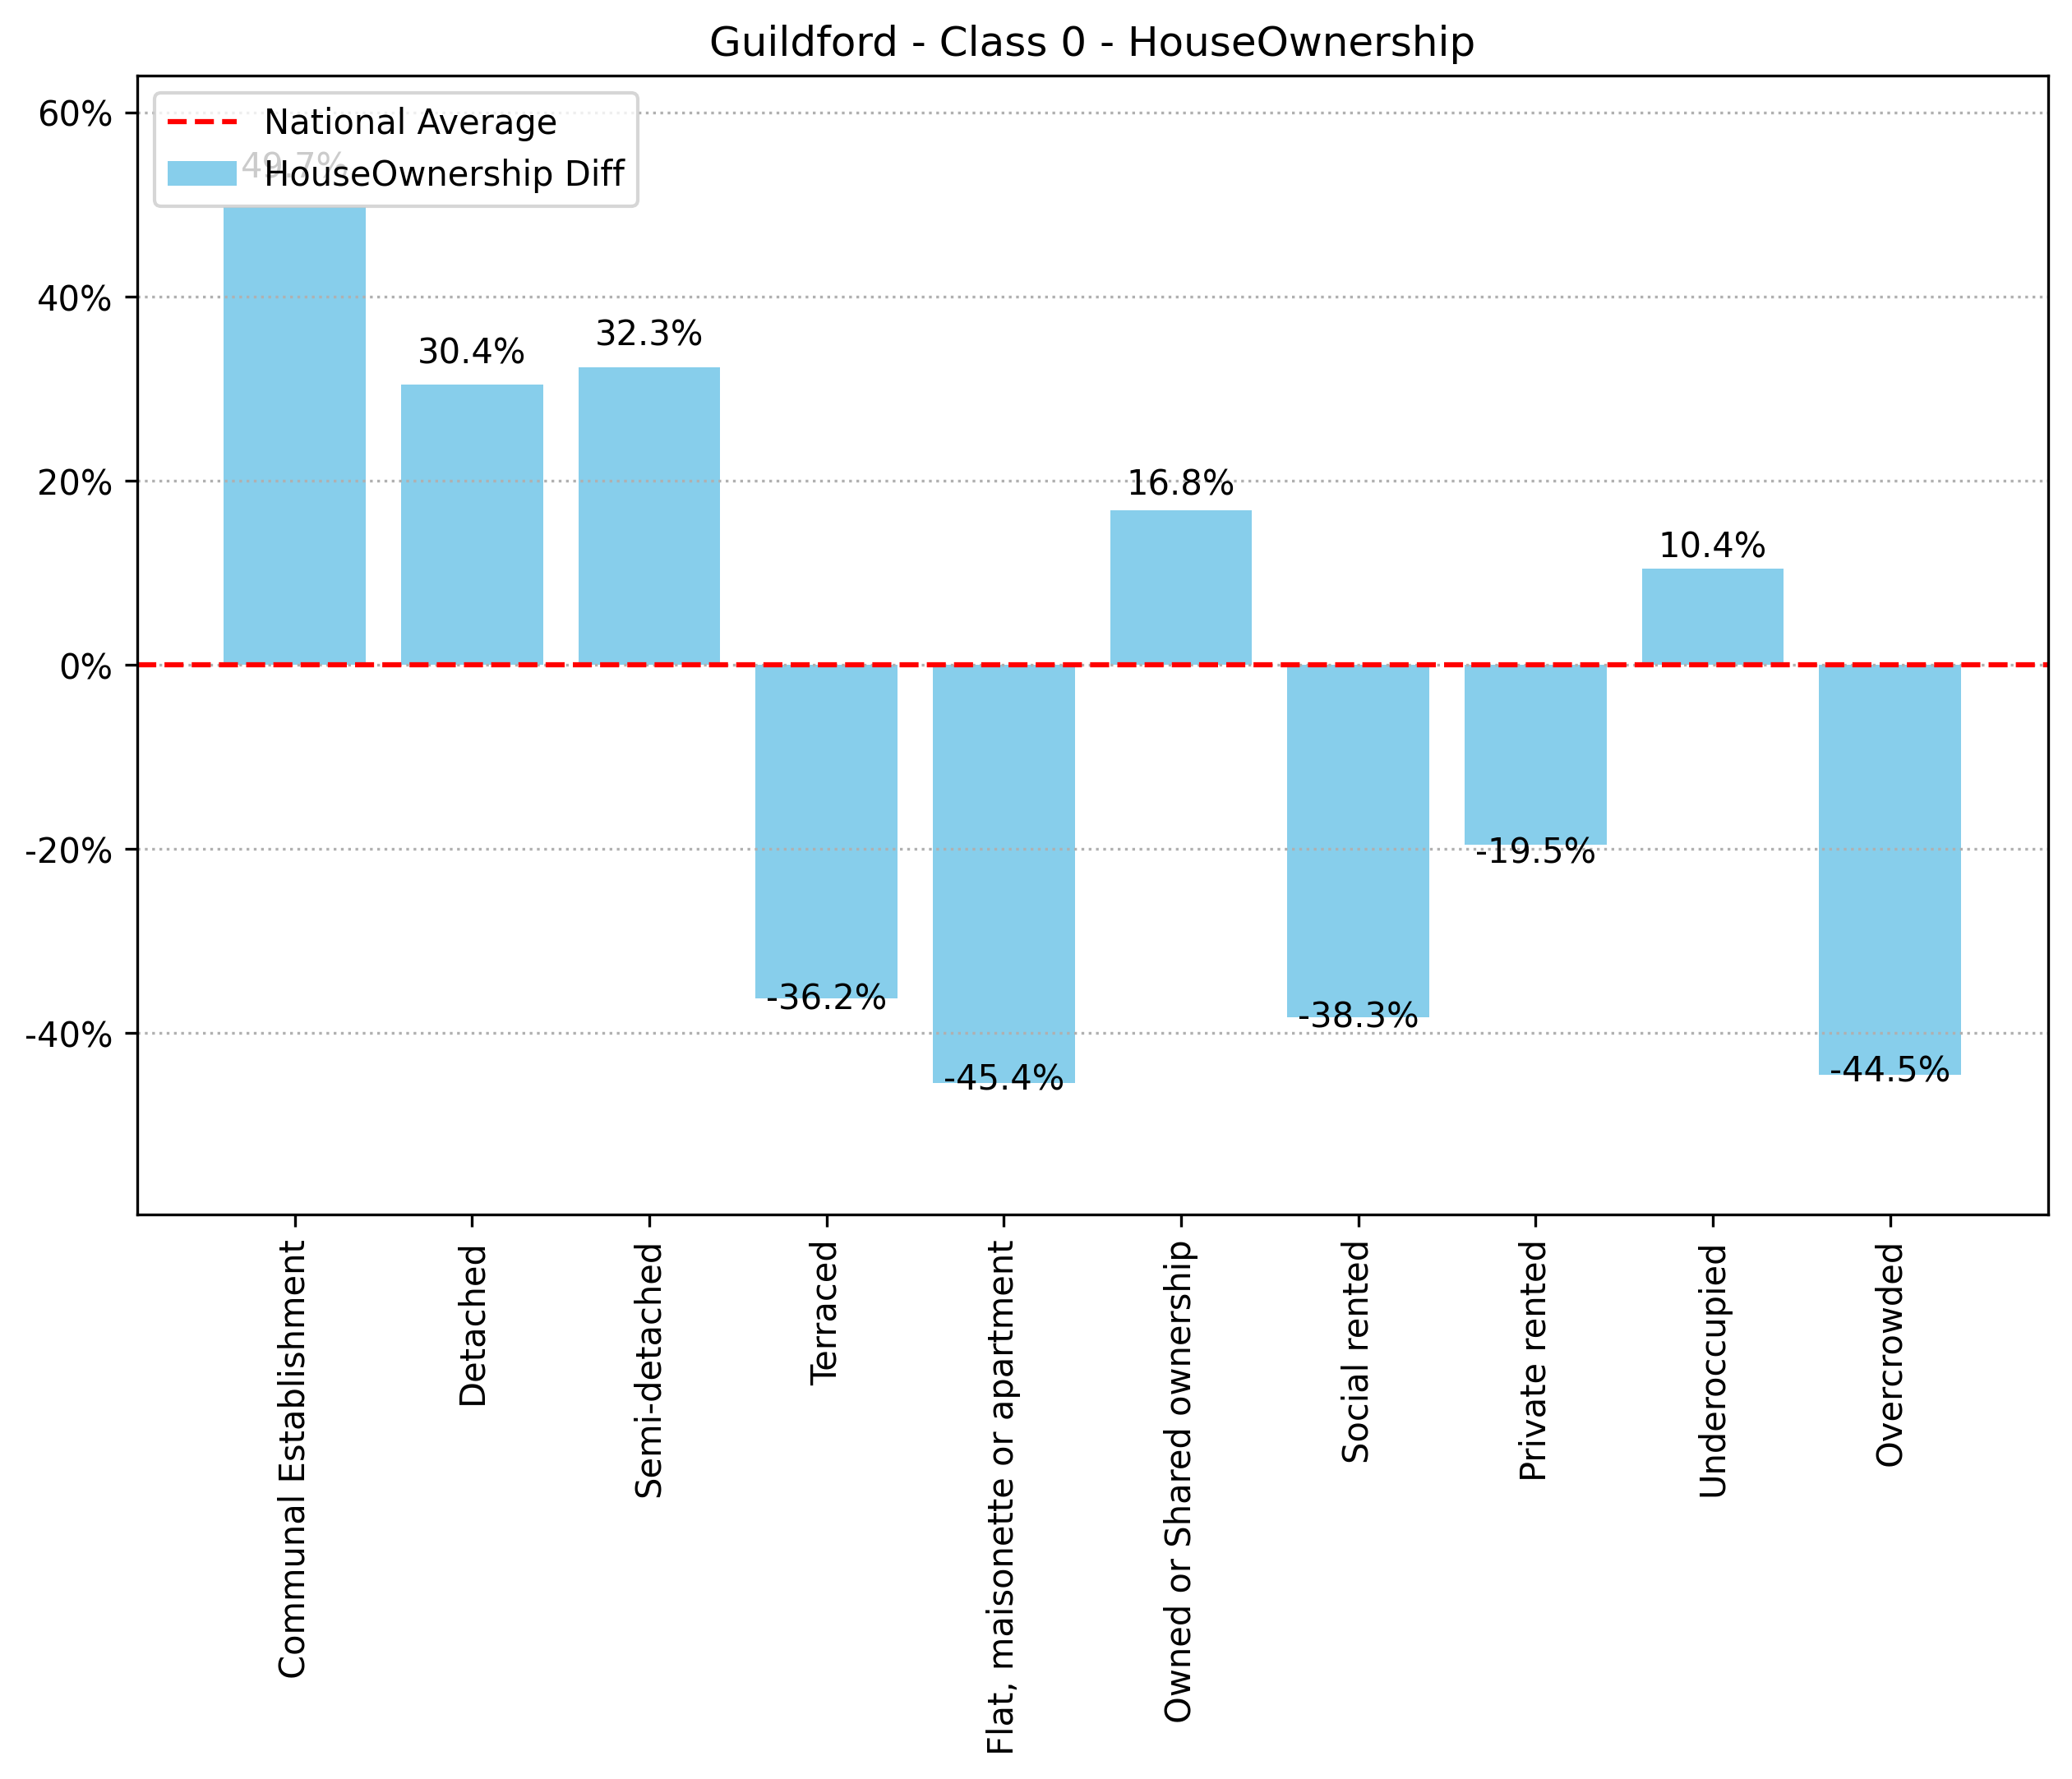 Guildford - Class 0 - HouseOwnership
National Average
HouseOwnership Diff
60%
40%
20%
0%
-20%
-40%
49.7%
30.4%
32.3%
-36.2%
-45.4%
16.8%
-38.3%
-19.5%
10.4%
-44.5%
Communal Establishment
Detached
Semi-detached
Terraced
Flat, maisonette or apartment
Owned or Shared ownership
Social rented
Private rented
Underoccupied
Overcrowded